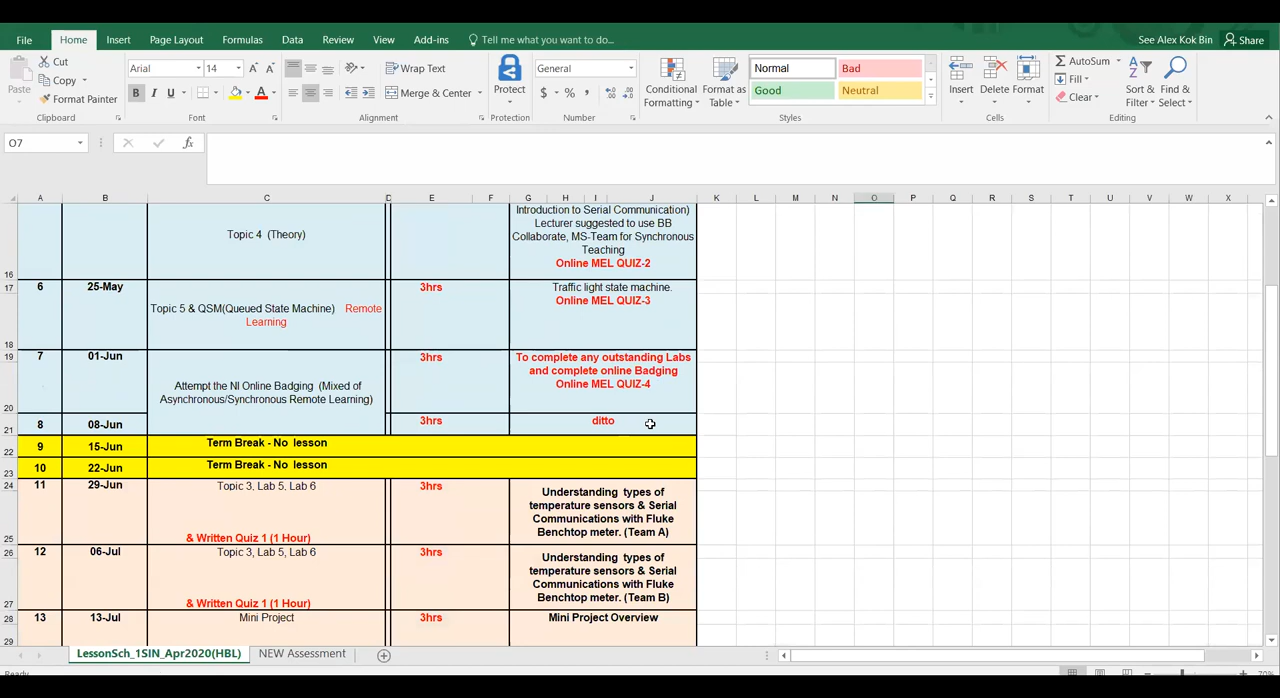 File Home Insert Page Layout Formulas Data Review View Add-ins Tell me what you want to do... See Alex Kok Bin Share
Cut
Copy
Paste
Format Painter
Clipboard
Arial 14
B I U
Font
Wrap Text
Merge & Center
Alignment
Protect
Protection
General
$ % ,
Number
Conditional Formatting
Format as Table
Normal Bad
Good Neutral
Styles
Insert Delete Format
Cells
AutoSum
Fill
Clear
Sort & Filter
Find & Select
Editing
O7
fx
A B C D E F G H I J K L M N O P Q R S T U V W X
16
Topic 4 (Theory)
Introduction to Serial Communication)
Lecturer suggested to use BB
Collaborate, MS-Team for Synchronous
Teaching
Online MEL QUIZ-2
17
6 25-May
Topic 5 & QSM(Queued State Machine) Remote
Learning
3hrs
Traffic light state machine.
Online MEL QUIZ-3
18
19
7 01-Jun
Attempt the NI Online Badging (Mixed of
Asynchronous/Synchronous Remote Learning)
3hrs
To complete any outstanding Labs
and complete online Badging
Online MEL QUIZ-4
20
21
8 08-Jun 3hrs ditto
22
9 15-Jun Term Break - No lesson
23
10 22-Jun Term Break - No lesson
24
11 29-Jun Topic 3, Lab 5, Lab 6
& Written Quiz 1 (1 Hour)
3hrs
Understanding types of
temperature sensors & Serial
Communications with Fluke
Benchtop meter. (Team A)
25
26
12 06-Jul Topic 3, Lab 5, Lab 6
& Written Quiz 1 (1 Hour)
3hrs
Understanding types of
temperature sensors & Serial
Communications with Fluke
Benchtop meter. (Team B)
27
28
13 13-Jul Mini Project 3hrs Mini Project Overview
29
LessonSch_1SIN_Apr2020(HBL) NEW Assessment
Ready
70%